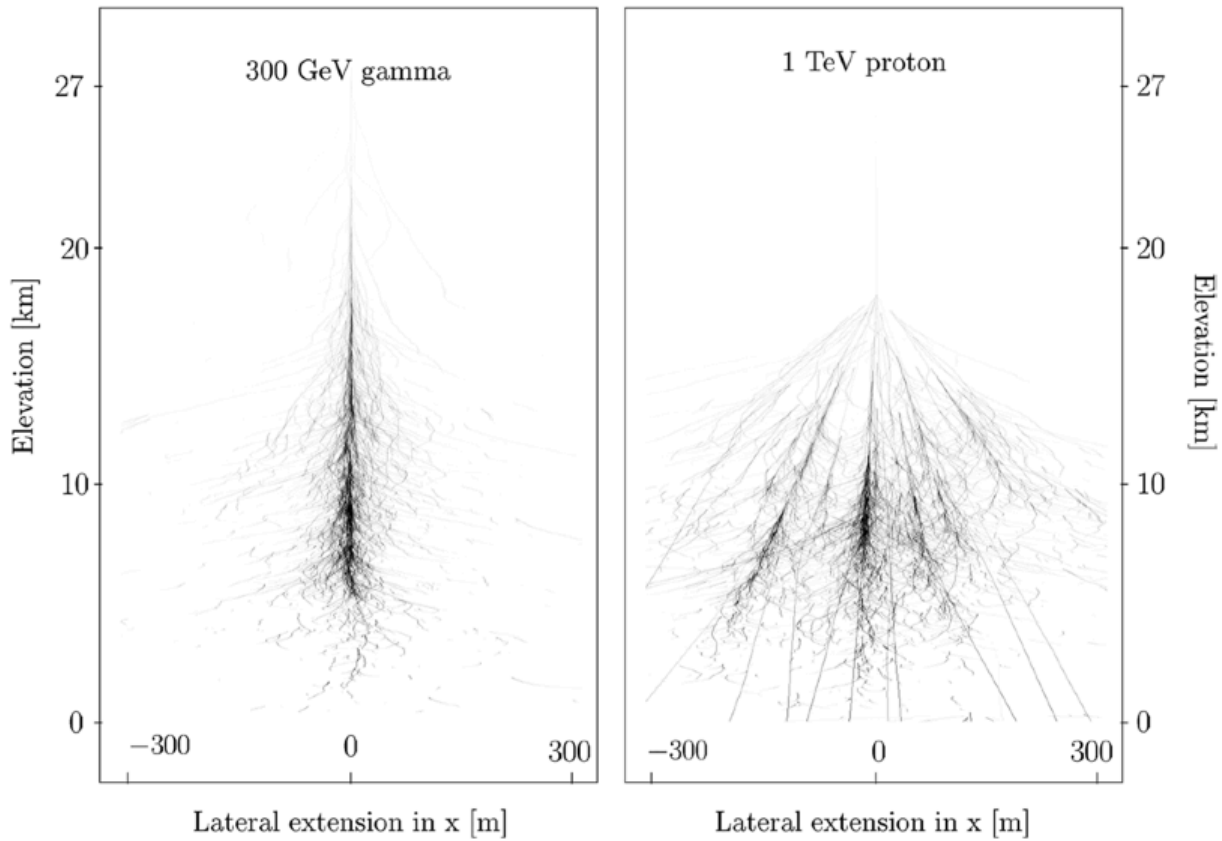 300 GeV gamma
27
20
10
0
Elevation [km]
−300
0
300
Lateral extension in x [m]
1 TeV proton
27
20
10
0
Elevation [km]
−300
0
300
Lateral extension in x [m]